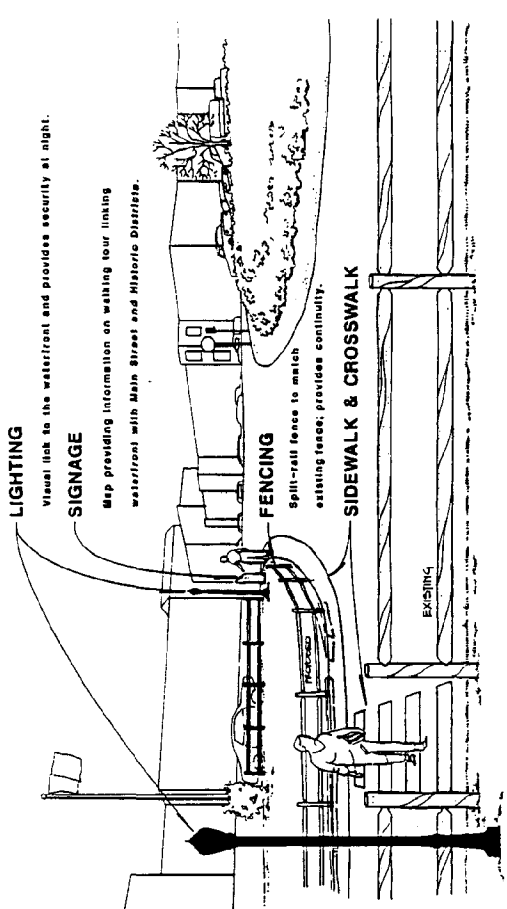 LIGHTING
Visual link to the waterfront and provides security at night.
SIGNAGE
Map providing information on walking tour linking
waterfront with Main Street and Historic Districts.
FENCING
Split-rail fence to match
existing fence; provides continuity.
SIDEWALK & CROSSWALK
PROPOSED
EXISTING